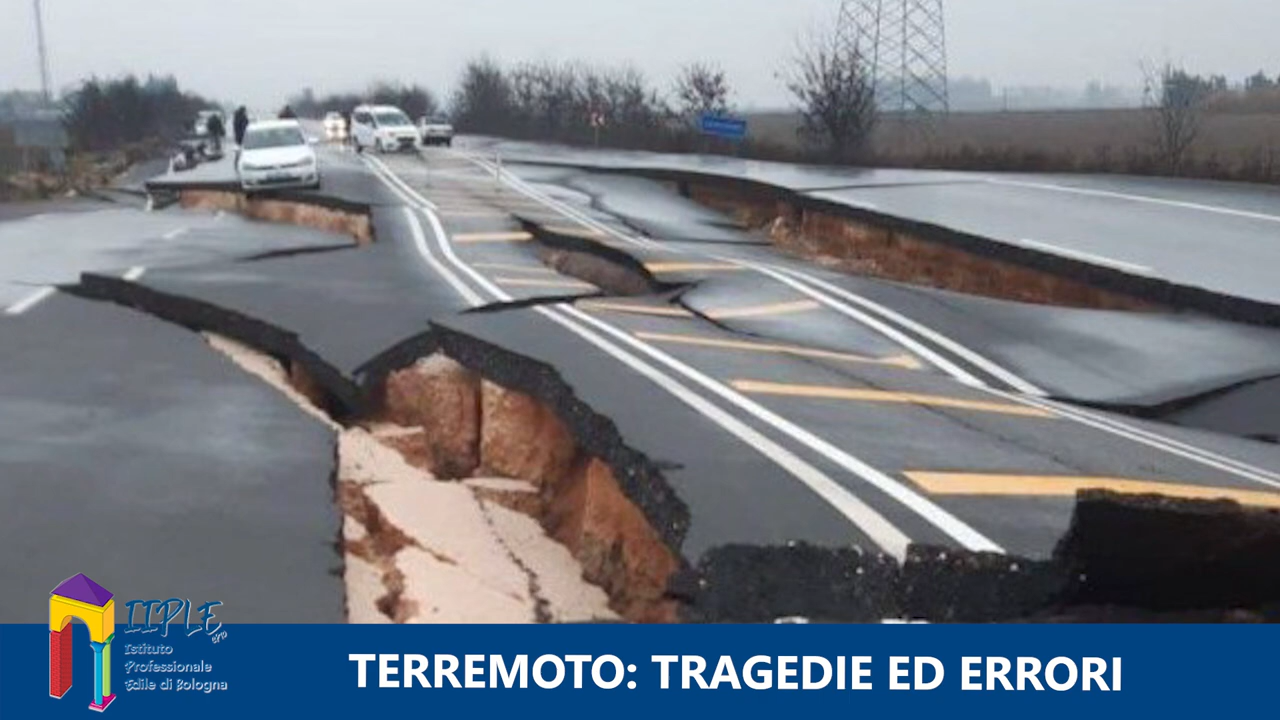 IIPLE
Istituto
Professionale
Edile di Bologna
TERREMOTO: TRAGEDIE ED ERRORI